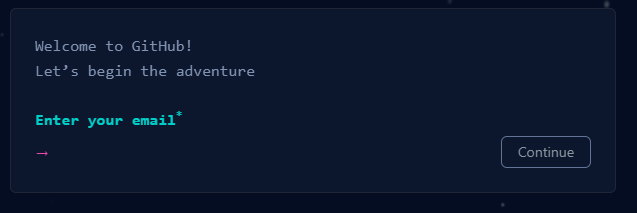 Welcome to GitHub!
Let’s begin the adventure
Enter your email*
→
Continue